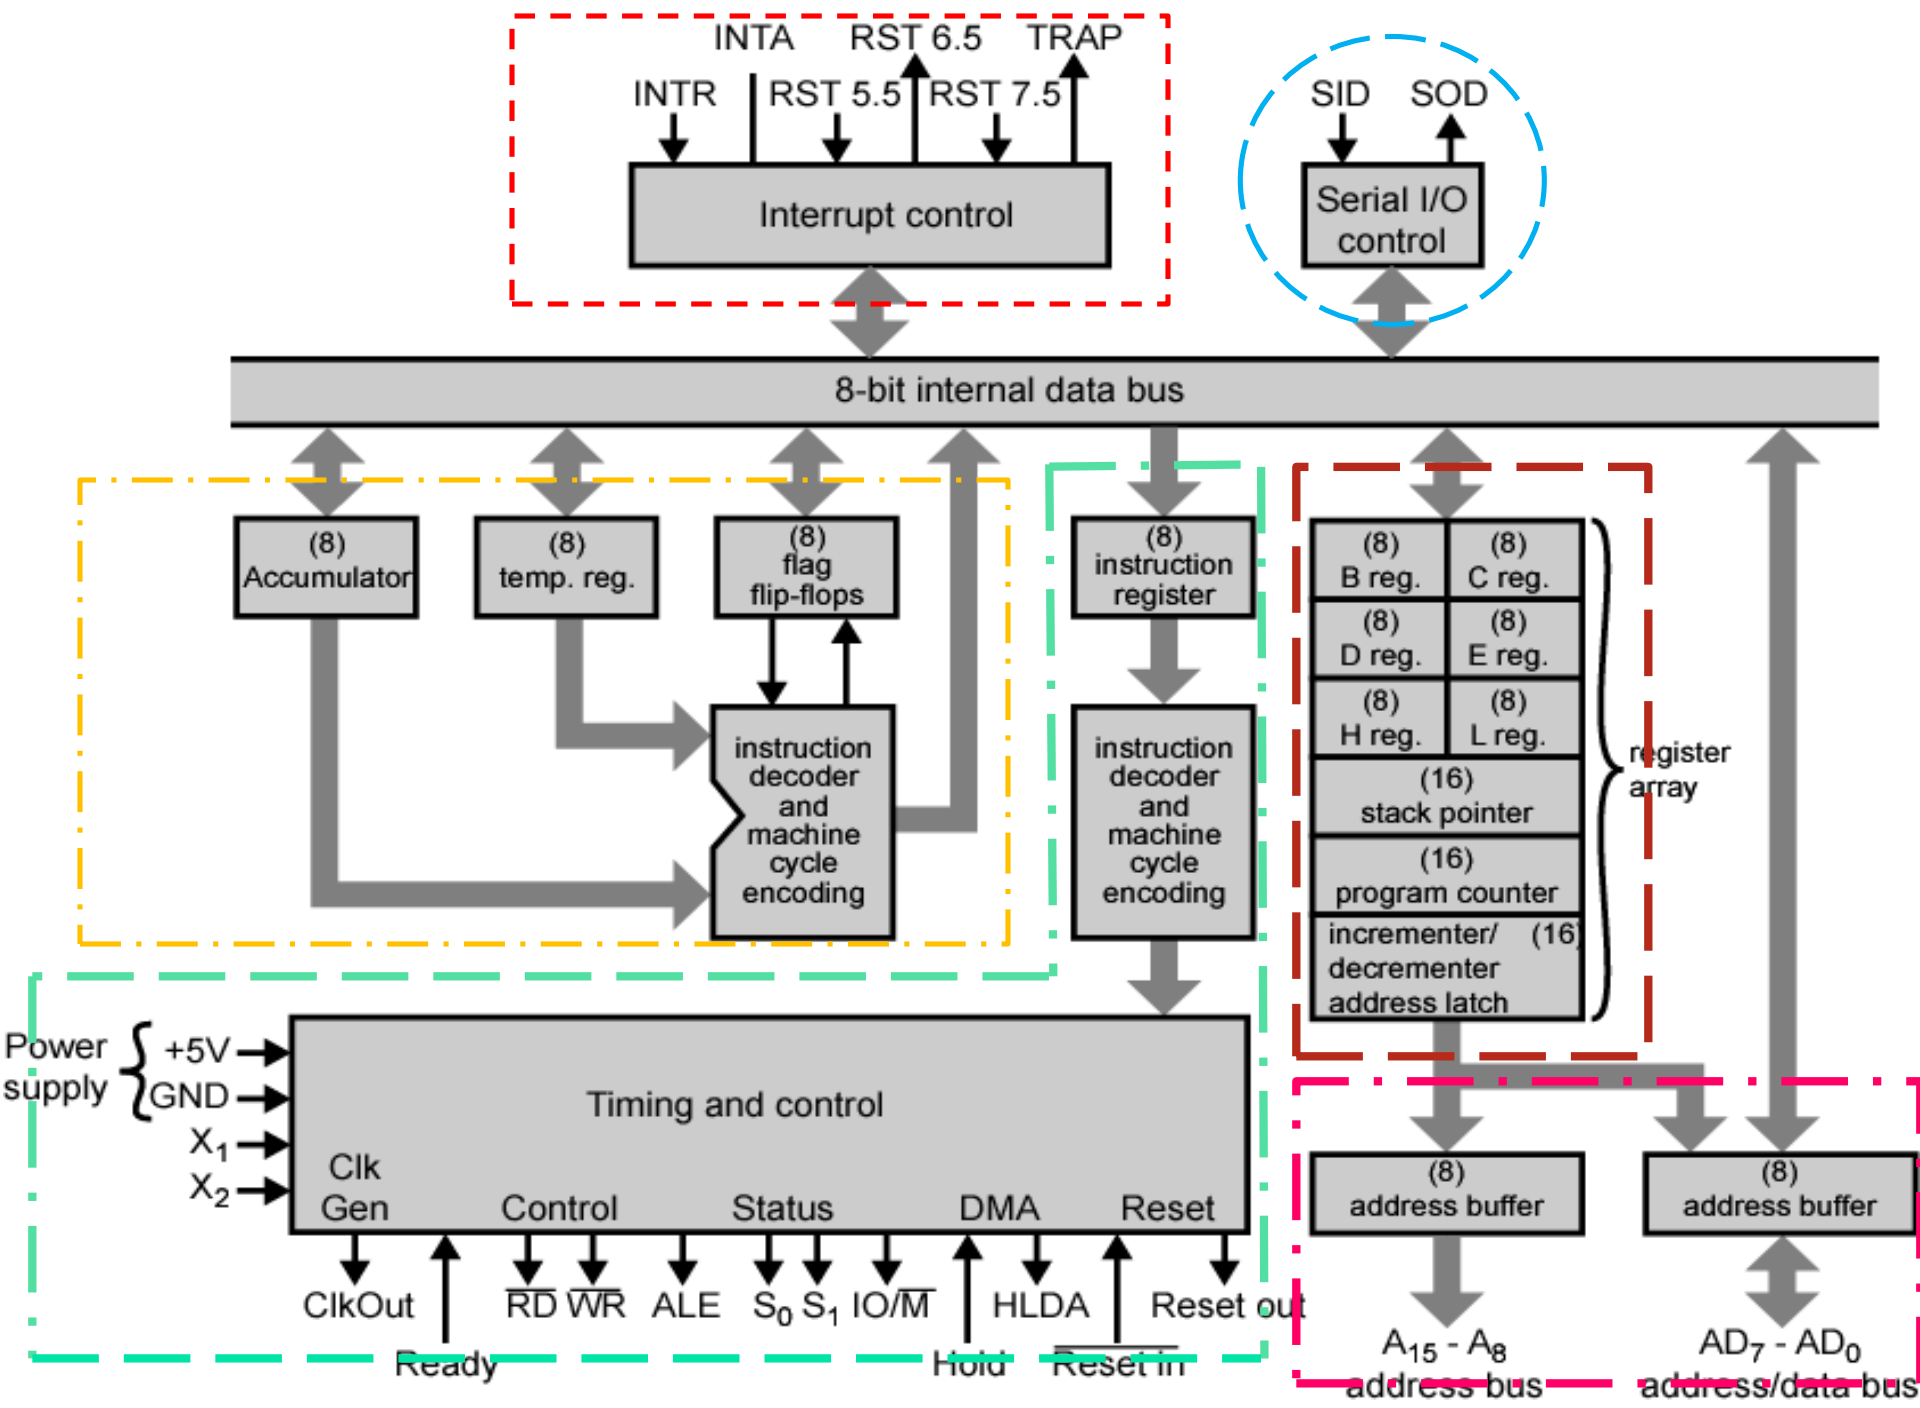 INTA RST 6.5 TRAP
INTR RST 5.5 RST 7.5
SID SOD
Interrupt control
Serial I/O
control
8-bit internal data bus
(8)
Accumulator
(8)
temp. reg.
(8)
flag
flip-flops
(8)
instruction
register
(8)
B reg.
(8)
C reg.
(8)
D reg.
(8)
E reg.
(8)
H reg.
(8)
L reg.
(16)
stack pointer
(16)
program counter
incrementer/ (16)
decrementer
address latch
register
array
instruction
decoder
and
machine
cycle
encoding
instruction
decoder
and
machine
cycle
encoding
Power
supply
+5V
GND
X1
X2
Timing and control
Clk
Gen
Control
Status
DMA
Reset
ClkOut
Ready
R̅D̅
W̅R̅
ALE
S0
S1
IO/M̅
Hold
HLDA
R̅e̅s̅e̅t̅ i̅n̅
Reset out
(8)
address buffer
(8)
address buffer
A15 - A8
address bus
AD7 - AD0
address/data bus